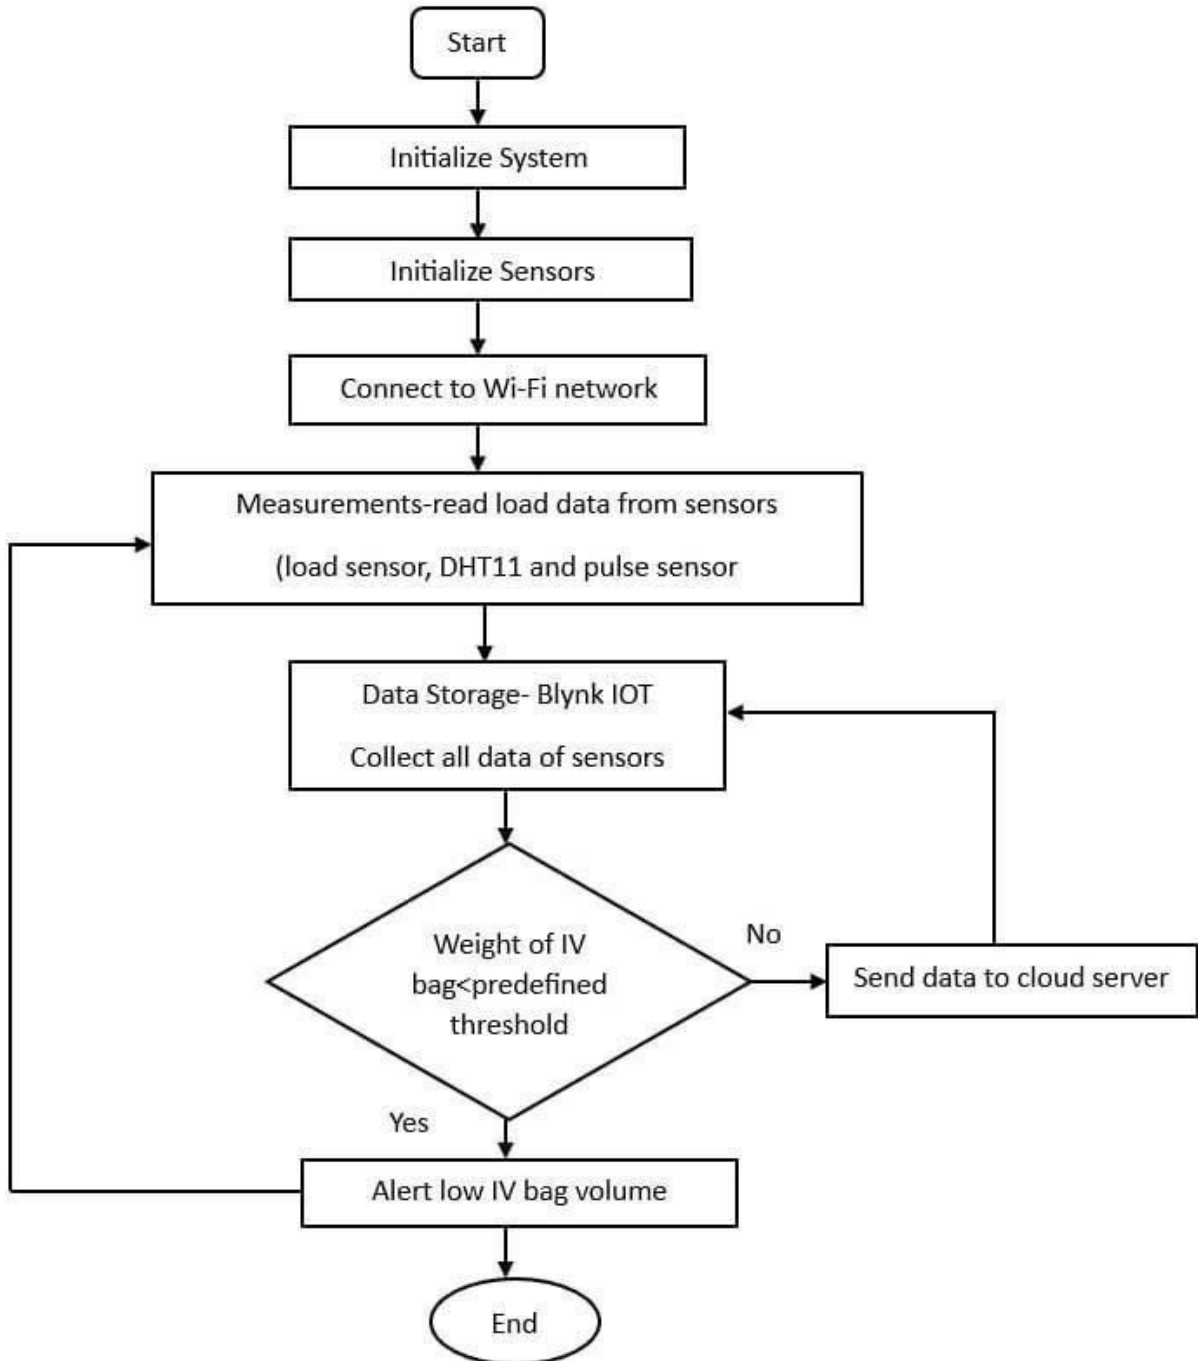 Start
Initialize System
Initialize Sensors
Connect to Wi-Fi network
Measurements-read load data from sensors
(load sensor, DHT11 and pulse sensor
Data Storage- Blynk IOT
Collect all data of sensors
Weight of IV
bag<predefined
threshold
No
Send data to cloud server
Yes
Alert low IV bag volume
End